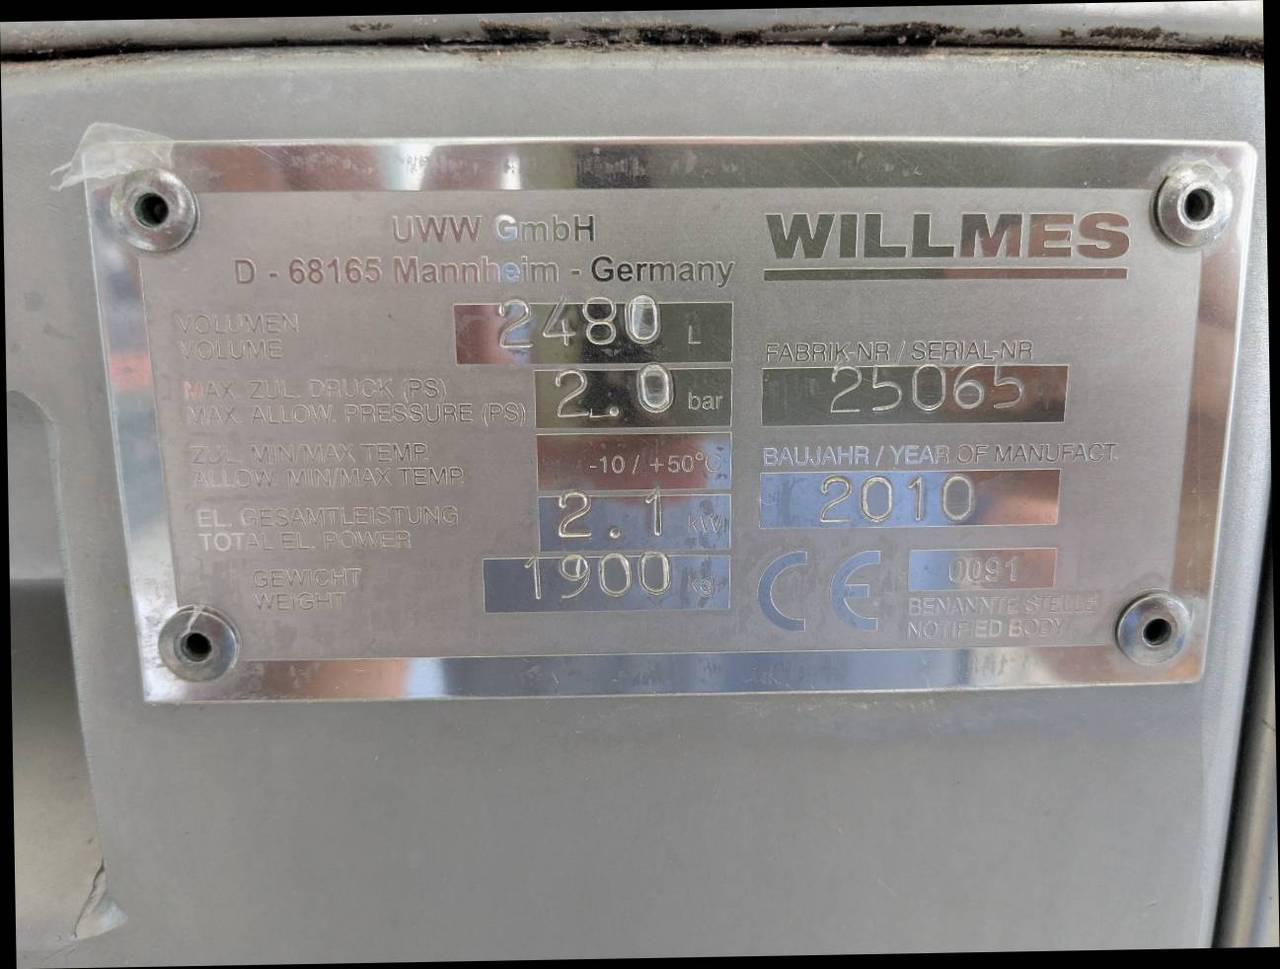 UWW GmbH
D - 68165 Mannheim - Germany
WILLMES
VOLUMEN
VOLUME
2480 L
MAX. ZUL. DRUCK (PS)
MAX. ALLOW. PRESSURE (PS)
2.0 bar
ZUL. MIN/MAX TEMP.
ALLOW. MIN/MAX TEMP.
-10 / +50°C
EL. GESAMTLEISTUNG
TOTAL EL. POWER
2.1 kW
GEWICHT
WEIGHT
1900 kg
FABRIK-NR / SERIAL-NR
25065
BAUJAHR / YEAR OF MANUFACT.
2010
CE
0091
BENANNTE STELLE
NOTIFIED BODY